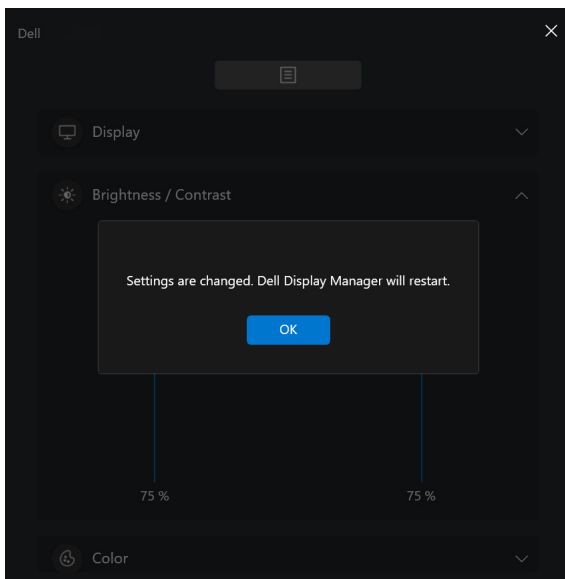 Dell
Display
Brightness / Contrast
Settings are changed. Dell Display Manager will restart.
OK
75 %
75 %
Color